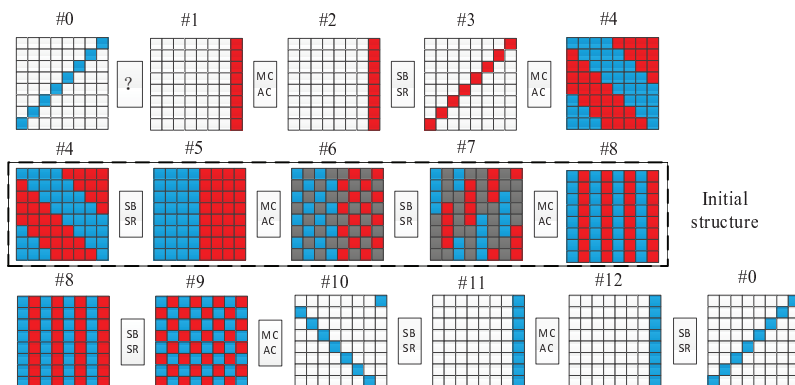 #0 #1 #2 #3 #4
? MC AC SB SR MC AC
#4 #5 #6 #7 #8
SB SR MC AC SB SR MC AC
Initial structure
#8 #9 #10 #11 #12 #0
SB SR MC AC SB SR MC AC SB SR